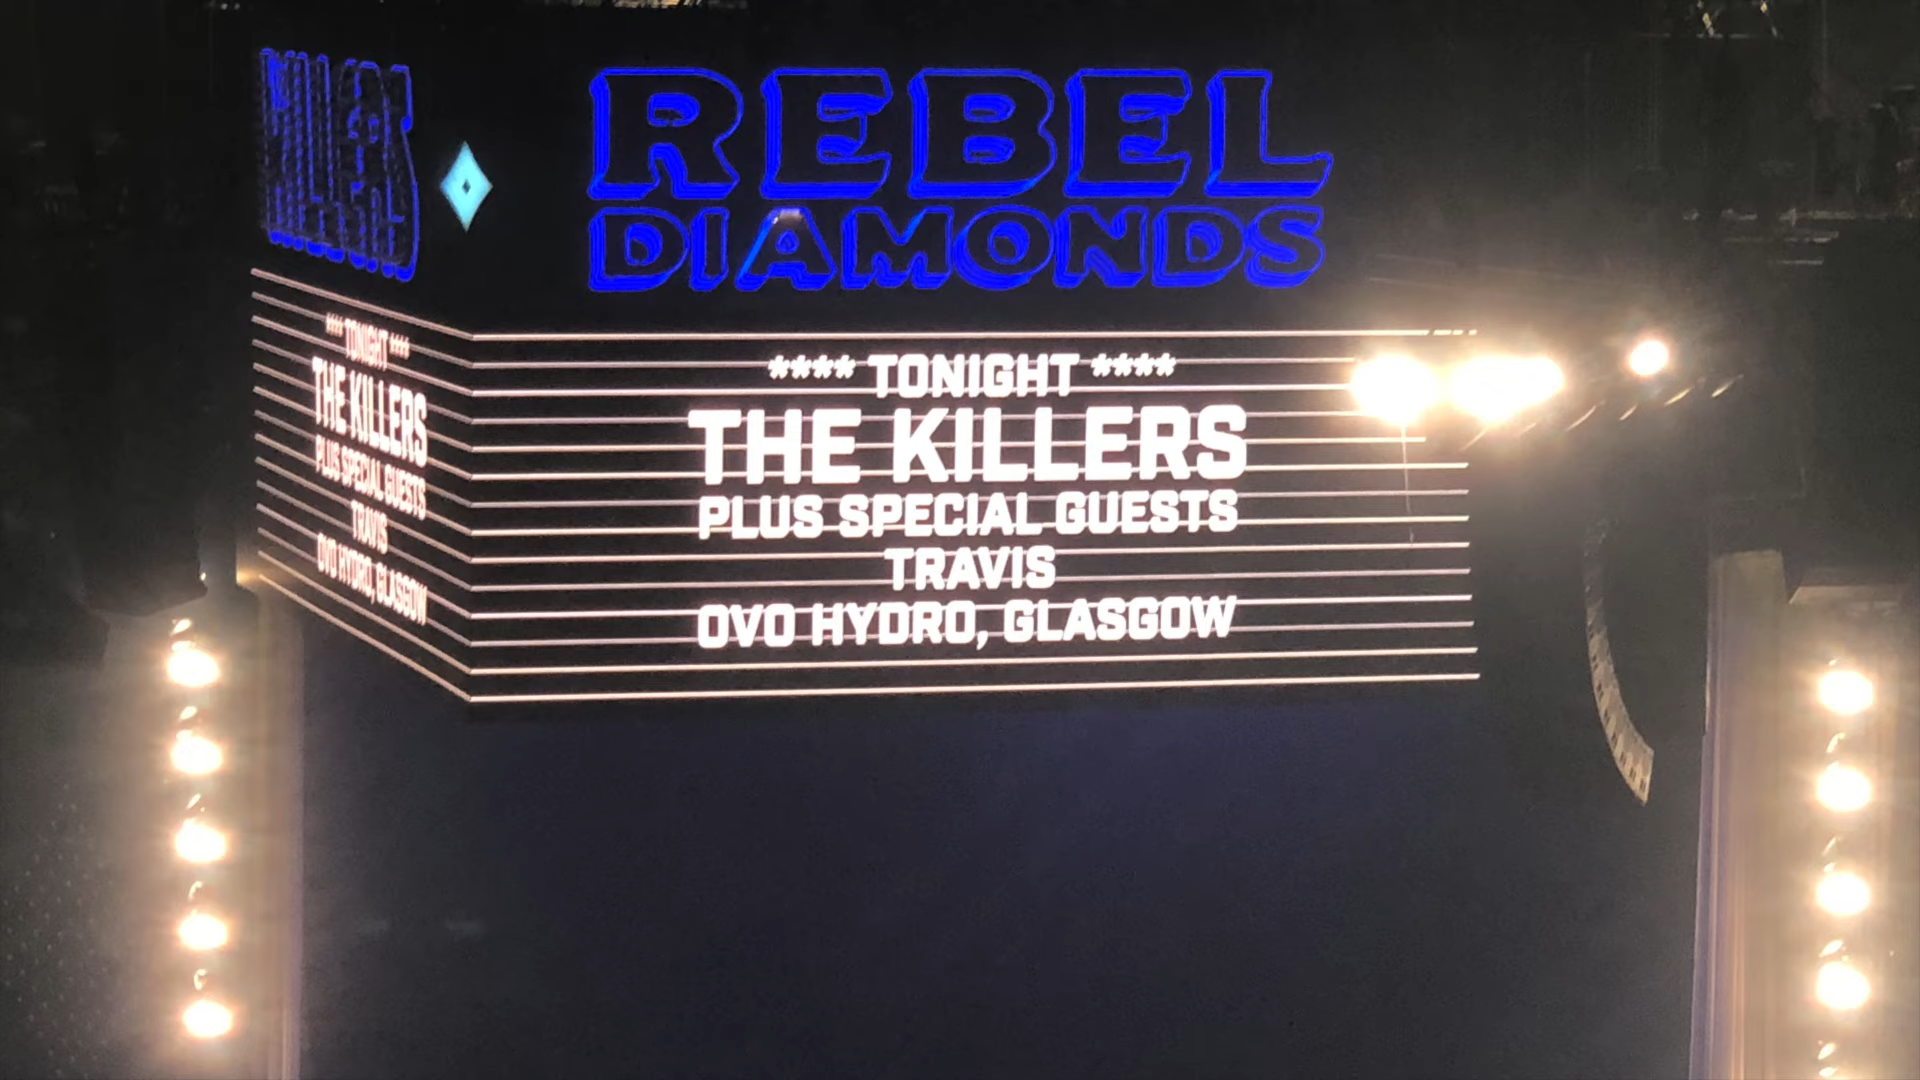 KILLERS
REBEL
DIAMONDS
**** TONIGHT ****
THE KILLERS
PLUS SPECIAL GUESTS
TRAVIS
OVO HYDRO, GLASGOW
**** TONIGHT ****
THE KILLERS
PLUS SPECIAL GUESTS
TRAVIS
OVO HYDRO, GLASGOW